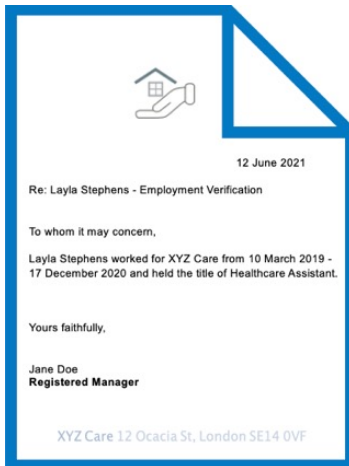 12 June 2021
Re: Layla Stephens - Employment Verification
To whom it may concern,
Layla Stephens worked for XYZ Care from 10 March 2019 -
17 December 2020 and held the title of Healthcare Assistant.
Yours faithfully,
Jane Doe
Registered Manager
XYZ Care 12 Ocacia St, London SE14 0VF